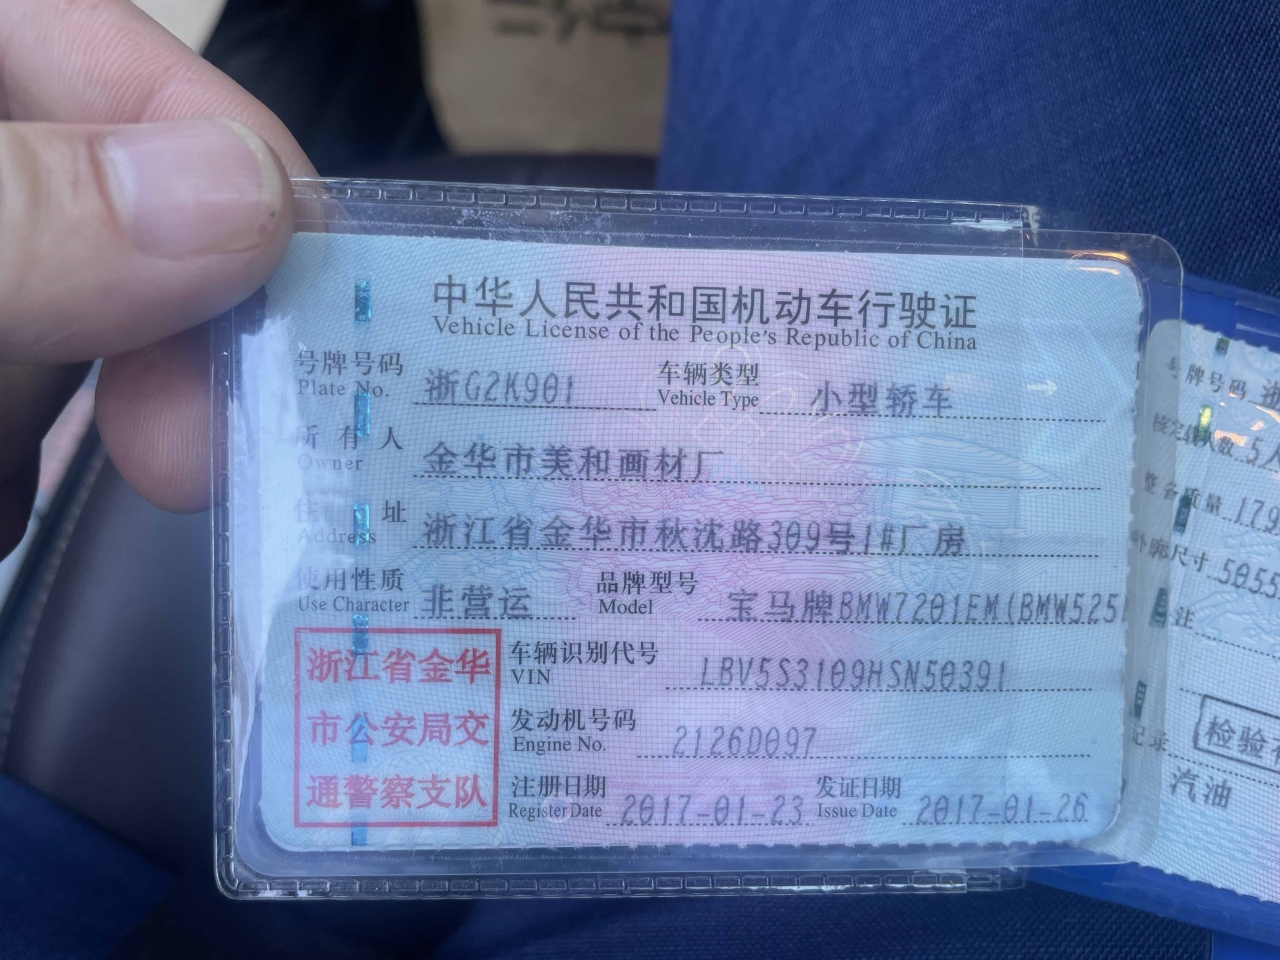 中华人民共和国机动车行驶证
Vehicle License of the People's Republic of China
号牌号码 浙G2K901 车辆类型 小型轿车
Plate No. Vehicle Type
所有人 金华市美和画材厂
Owner
住址 浙江省金华市秋沈路309号1#厂房
Address
使用性质 非营运 品牌型号 宝马牌BMW7201EM(BMW525
Use Character Model
浙江省金华
市公安局交
通警察支队
车辆识别代号 LBV5S3109HSN50391
VIN
发动机号码 2126D097
Engine No.
注册日期 2017-01-23 发证日期 2017-01-26
Register Date Issue Date
号牌号码 浙
核定载人数 5人
整备质量 179
外廓尺寸 5055
注
记录 检验
汽油